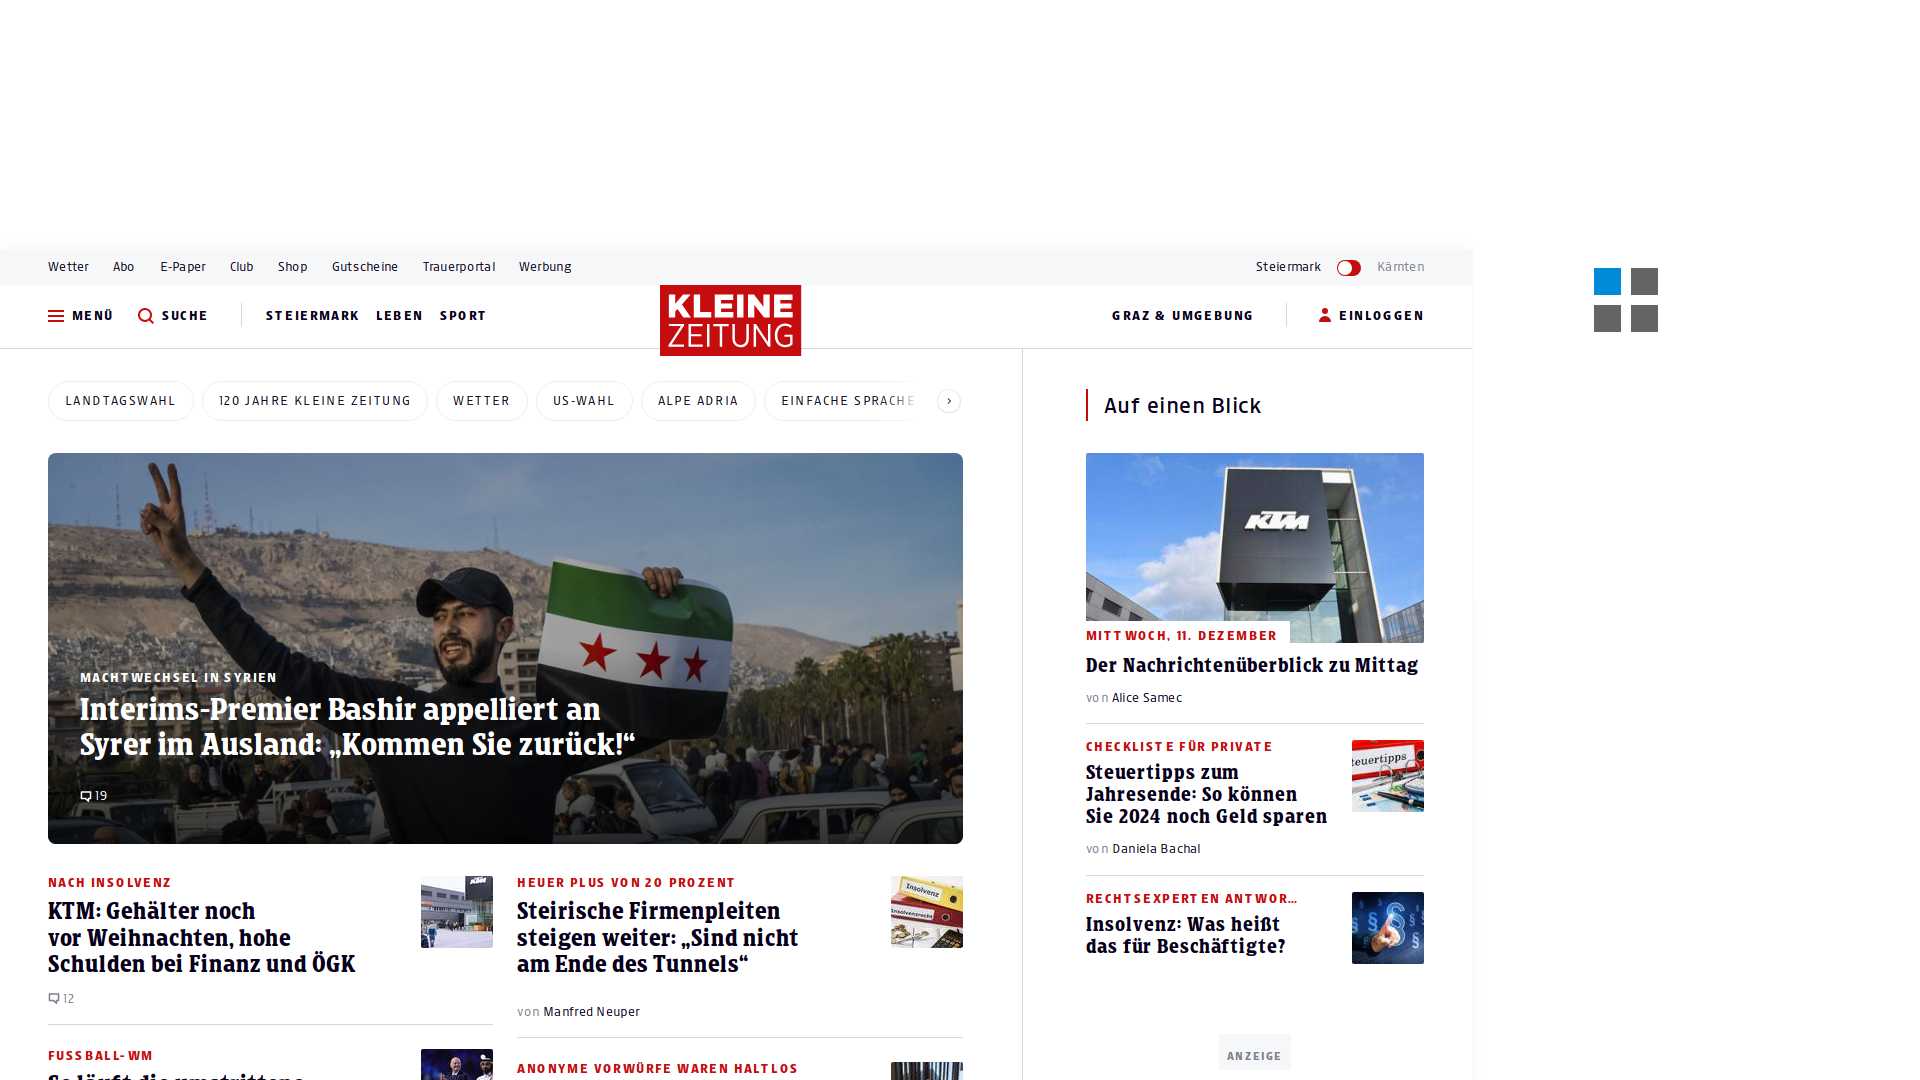 Wetter Abo E-Paper Club Shop Gutscheine Trauerportal Werbung
Steiermark Kärnten
MENÜ SUCHE STEIERMARK LEBEN SPORT
KLEINE
ZEITUNG
GRAZ & UMGEBUNG EINLOGGEN
LANDTAGSWAHL 120 JAHRE KLEINE ZEITUNG WETTER US-WAHL ALPE ADRIA EINFACHE SPRACHE
MACHTWECHSEL IN SYRIEN
Interims-Premier Bashir appelliert an
Syrer im Ausland: „Kommen Sie zurück!“
19
NACH INSOLVENZ
KTM: Gehälter noch
vor Weihnachten, hohe
Schulden bei Finanz und ÖGK
12
KTM
FUSSBALL-WM
HEUER PLUS VON 20 PROZENT
Steirische Firmenpleiten
steigen weiter: „Sind nicht
am Ende des Tunnels“
von Manfred Neuper
Insolvenz
Insolvenzrecht
ANONYME VORWÜRFE WAREN HALTLOS
Auf einen Blick
KTM
MITTWOCH, 11. DEZEMBER
Der Nachrichtenüberblick zu Mittag
von Alice Samec
CHECKLISTE FÜR PRIVATE
Steuertipps zum
Jahresende: So können
Sie 2024 noch Geld sparen
von Daniela Bachal
teuertipps
RECHTSEXPERTEN ANTWOR...
Insolvenz: Was heißt
das für Beschäftigte?
ANZEIGE